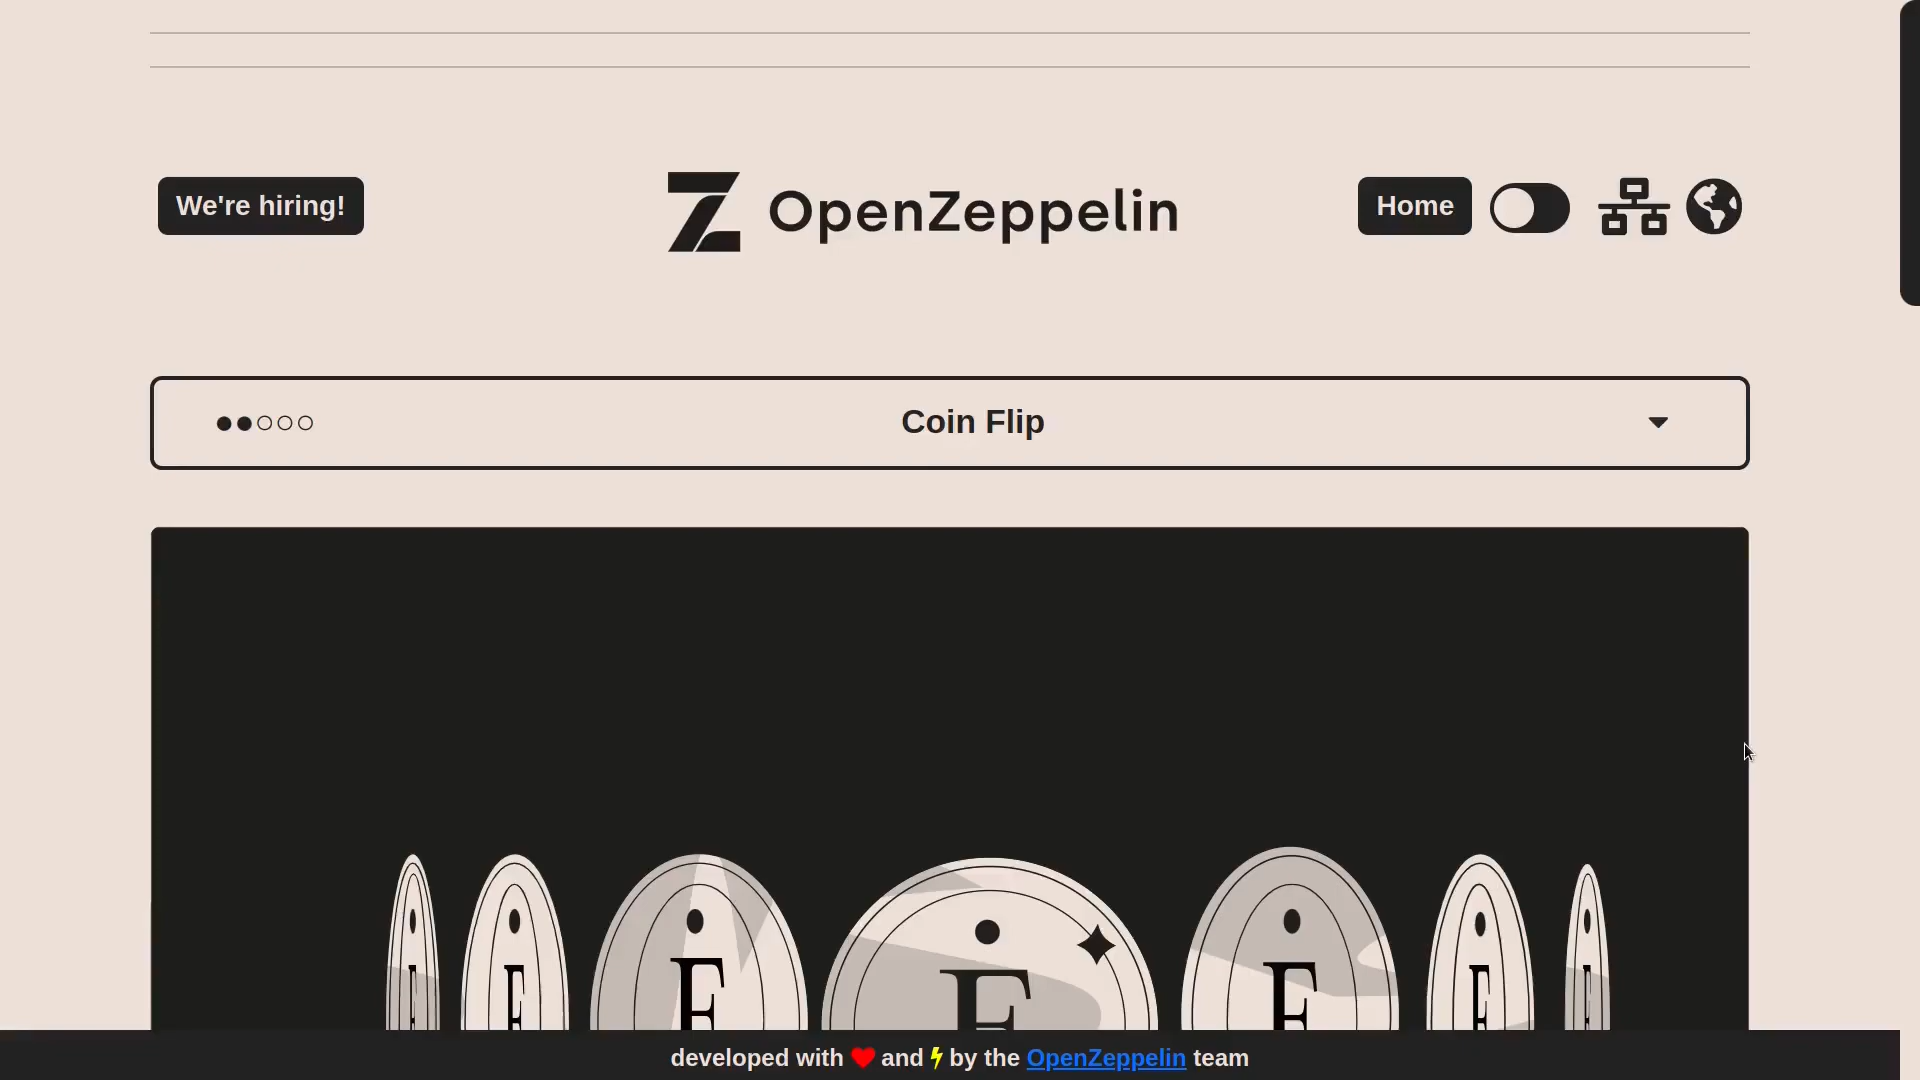 We're hiring!
OpenZeppelin
Home
Coin Flip
E E E E E E E
developed with ❤️ and ⚡ by the OpenZeppelin team